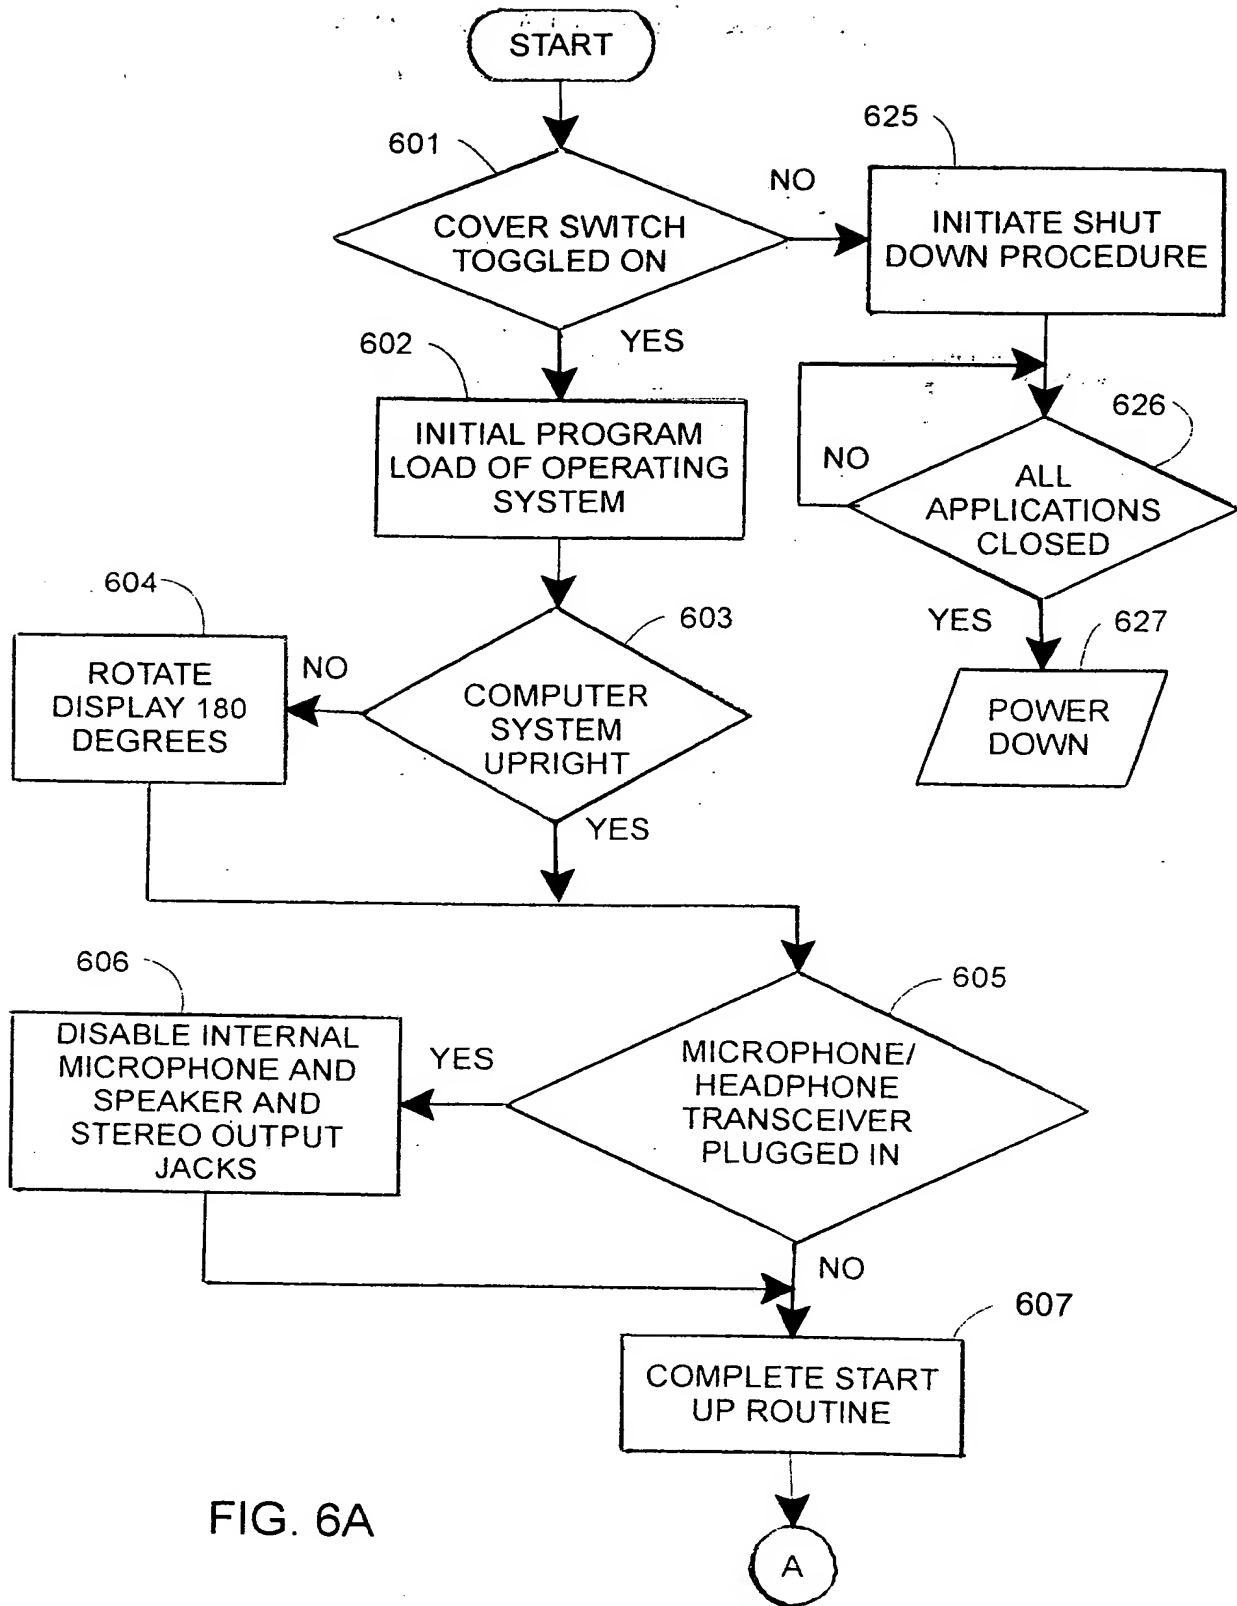 START
601
COVER SWITCH
TOGGLED ON
NO
625
INITIATE SHUT
DOWN PROCEDURE
YES
602
INITIAL PROGRAM
LOAD OF OPERATING
SYSTEM
626
NO
ALL
APPLICATIONS
CLOSED
YES
627
POWER
DOWN
604
ROTATE
DISPLAY 180
DEGREES
NO
603
COMPUTER
SYSTEM
UPRIGHT
YES
606
DISABLE INTERNAL
MICROPHONE AND
SPEAKER AND
STEREO OUTPUT
JACKS
YES
605
MICROPHONE/
HEADPHONE
TRANSCEIVER
PLUGGED IN
NO
607
COMPLETE START
UP ROUTINE
A
FIG. 6A